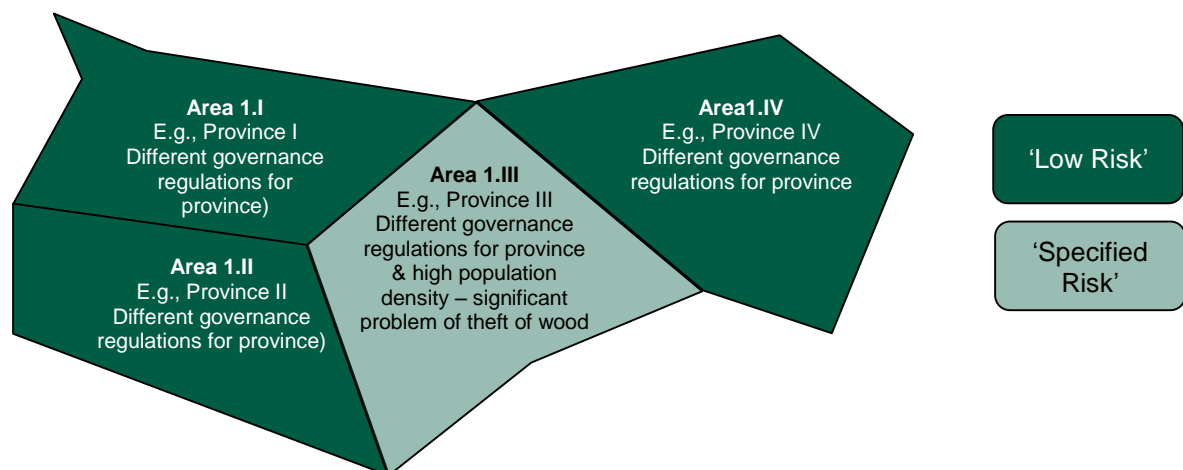 Area 1.I
E.g., Province I
Different governance
regulations for
province)
Area 1.II
E.g., Province II
Different governance
regulations for province)
Area 1.III
E.g., Province III
Different governance
regulations for province
& high population
density – significant
problem of theft of wood
Area1.IV
E.g., Province IV
Different governance
regulations for province
‘Low Risk’
‘Specified
Risk’